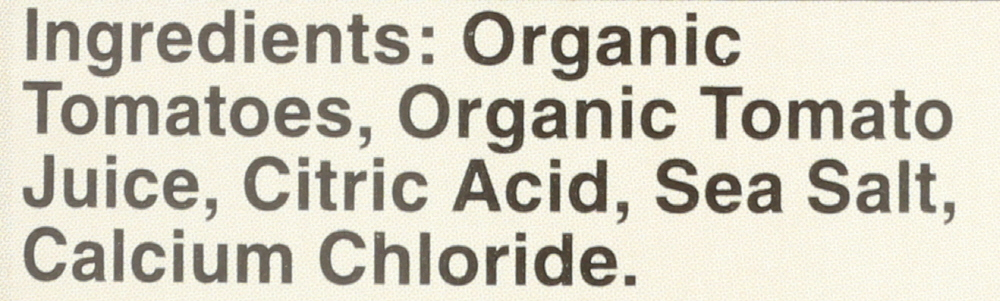 Ingredients: Organic
Tomatoes, Organic Tomato
Juice, Citric Acid, Sea Salt,
Calcium Chloride.